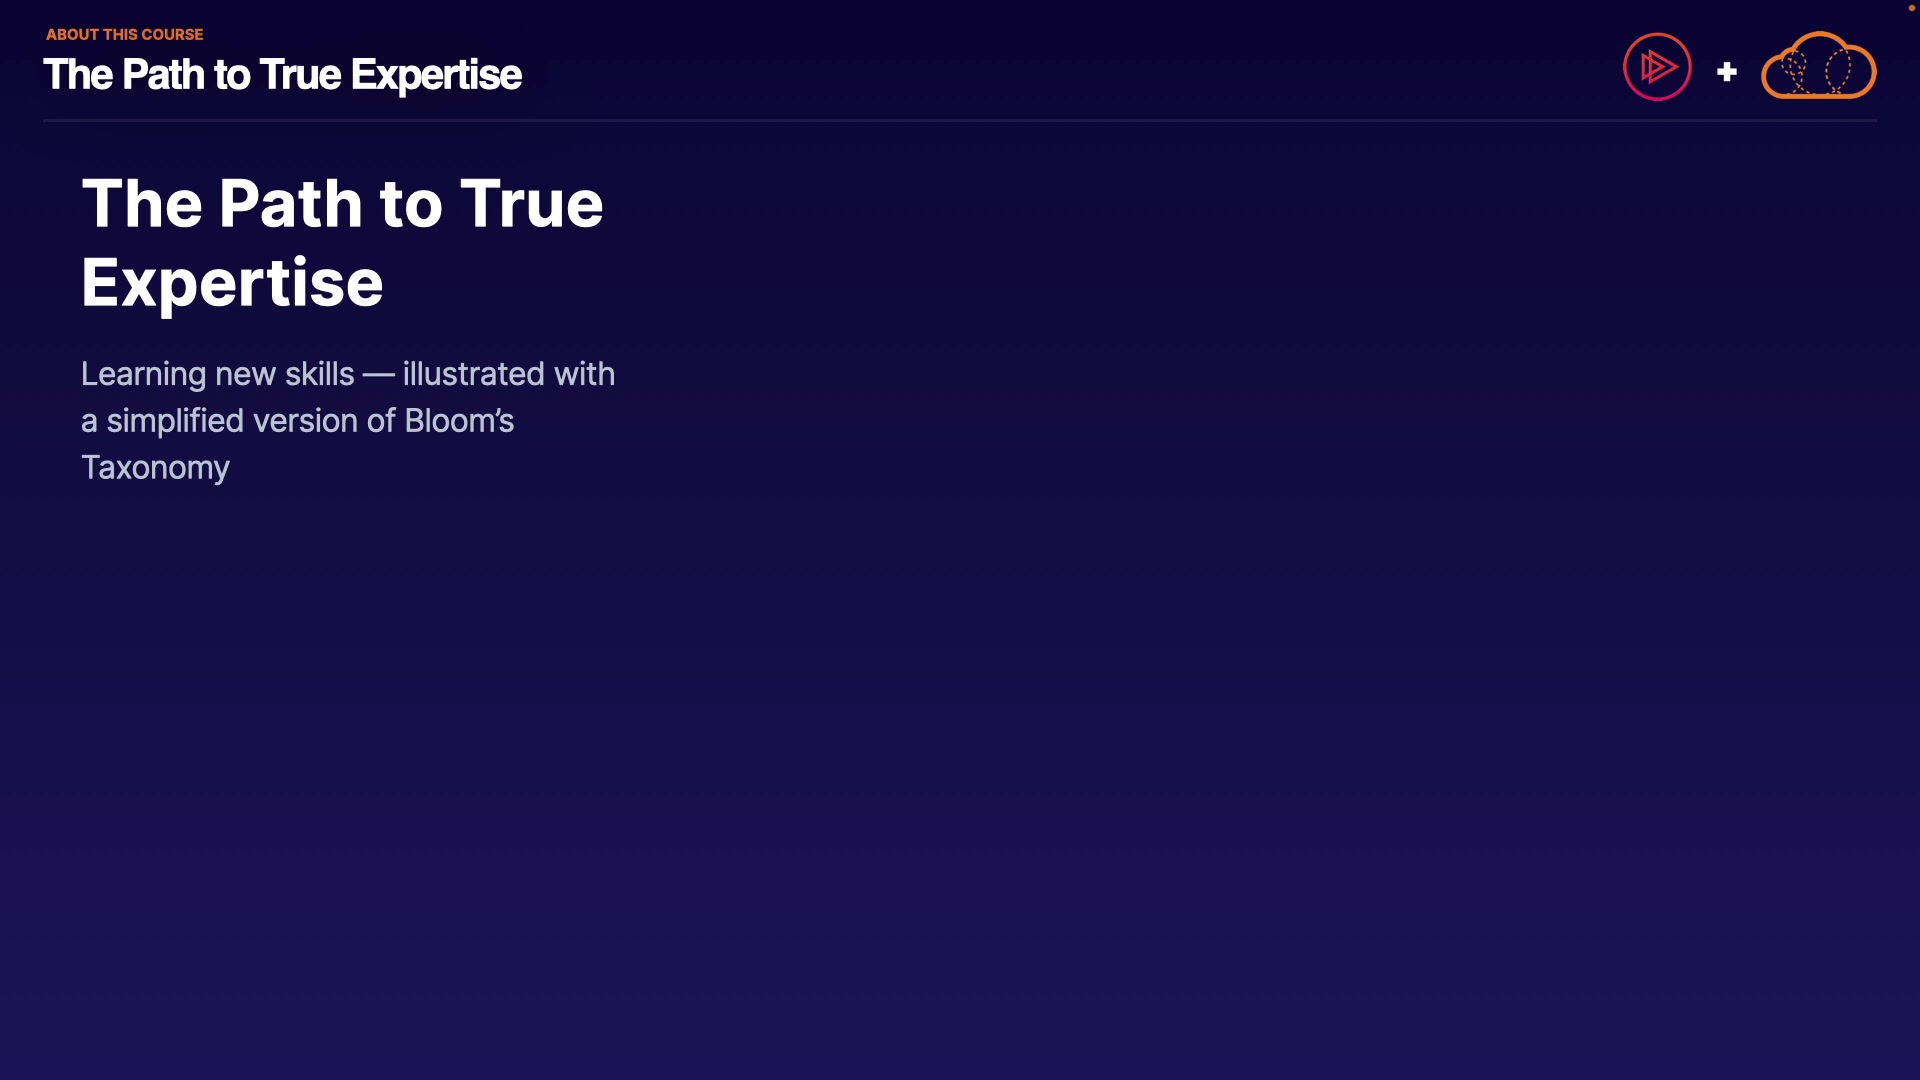 ABOUT THIS COURSE
The Path to True Expertise
The Path to True
Expertise
Learning new skills — illustrated with
a simplified version of Bloom’s
Taxonomy